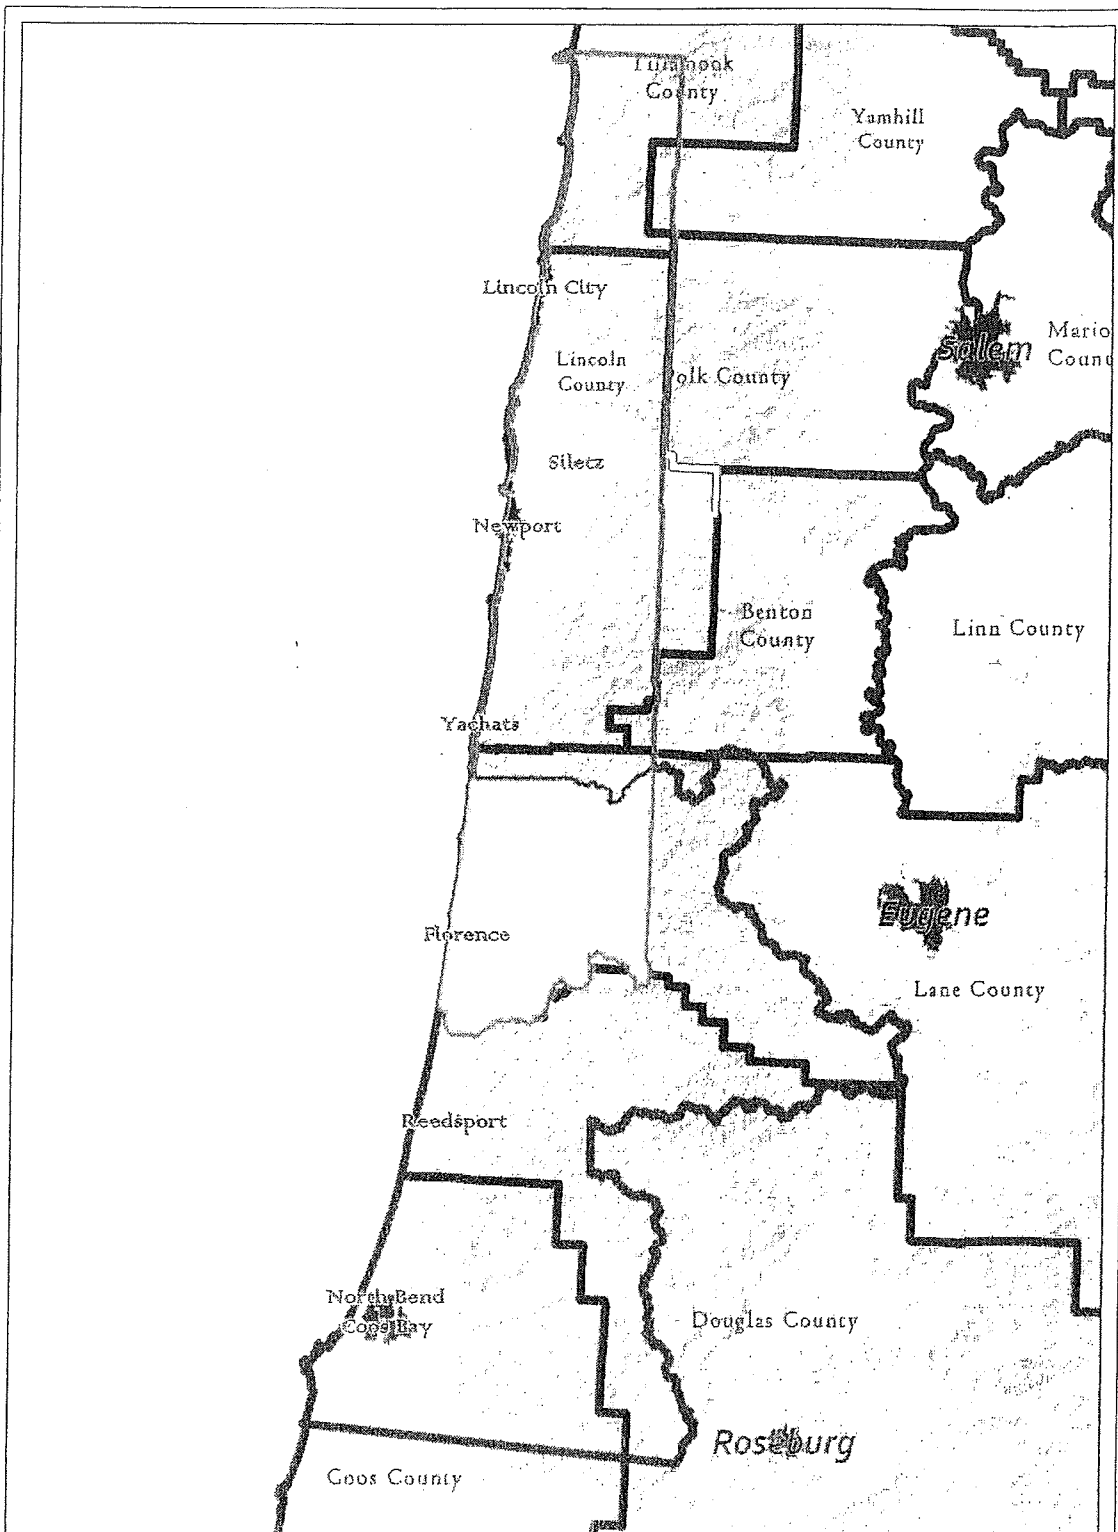 Tillamook
County
Yamhill
County
Lincoln City
Salem
Mario
Count
Lincoln
County
olk County
Siletz
Newport
Benton
County
Linn County
Yachats
Eugene
Florence
Lane County
Reedsport
North Bend
Coos Bay
Douglas County
Roseburg
Coos County